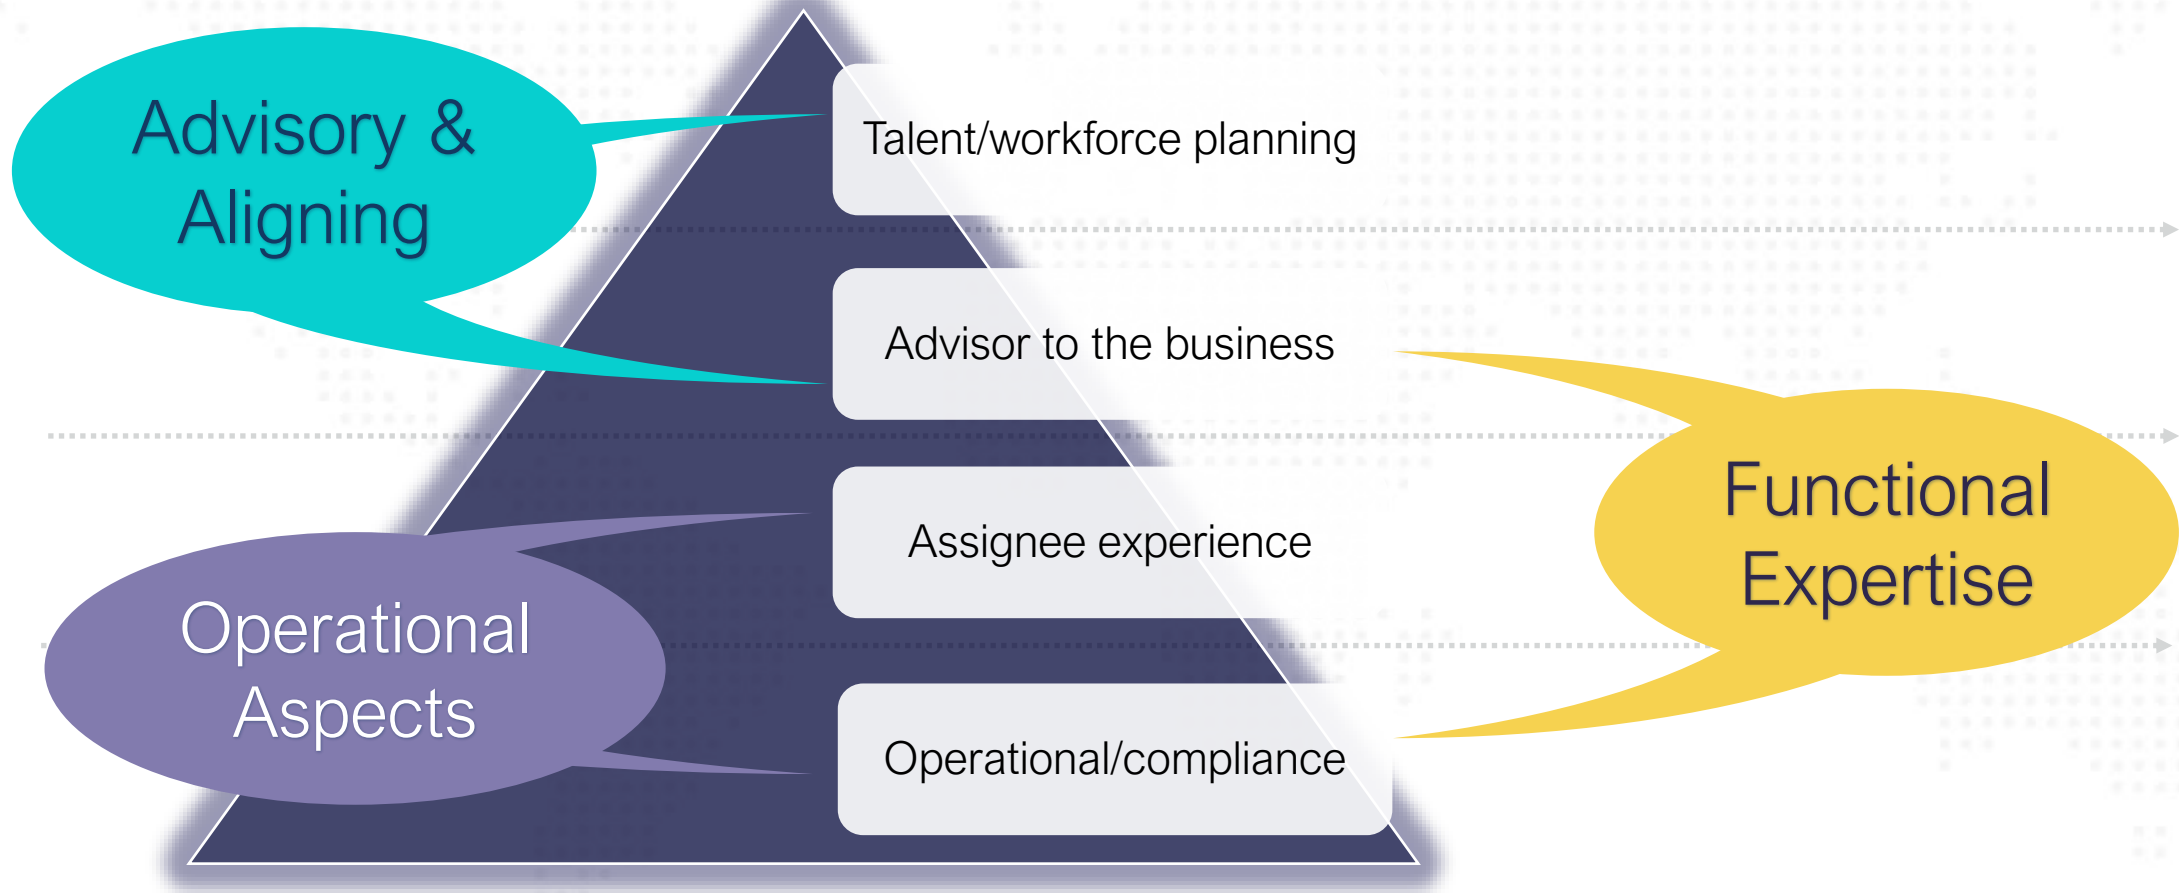 Advisory &
Aligning
Talent/workforce planning
Advisor to the business
Functional
Expertise
Assignee experience
Operational
Aspects
Operational/compliance